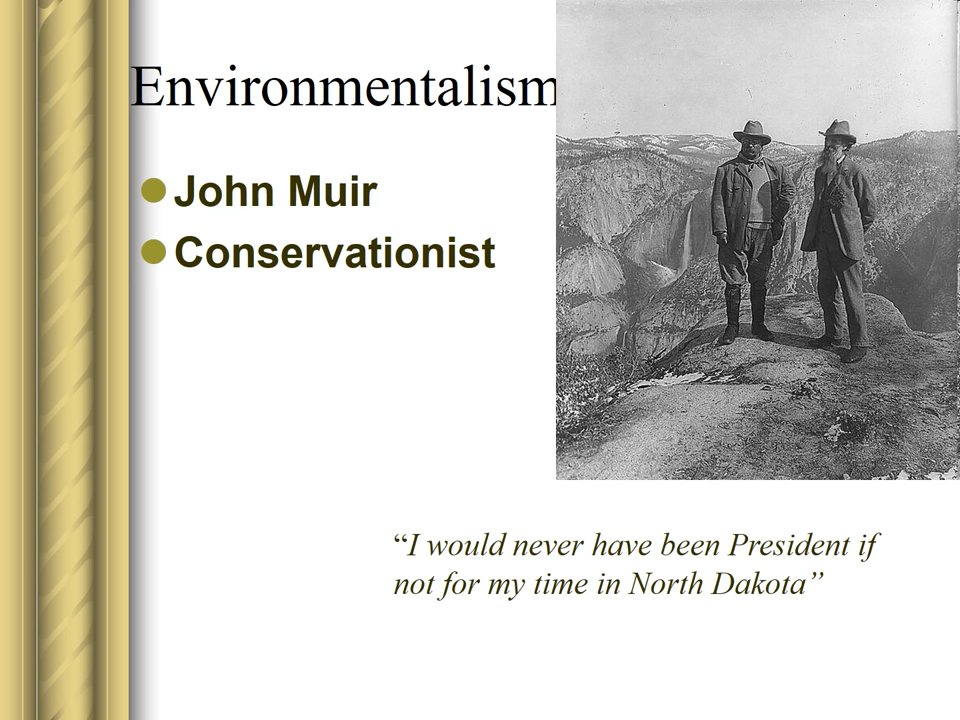 Environmentalism
John Muir
Conservationist
“I would never have been President if
not for my time in North Dakota”